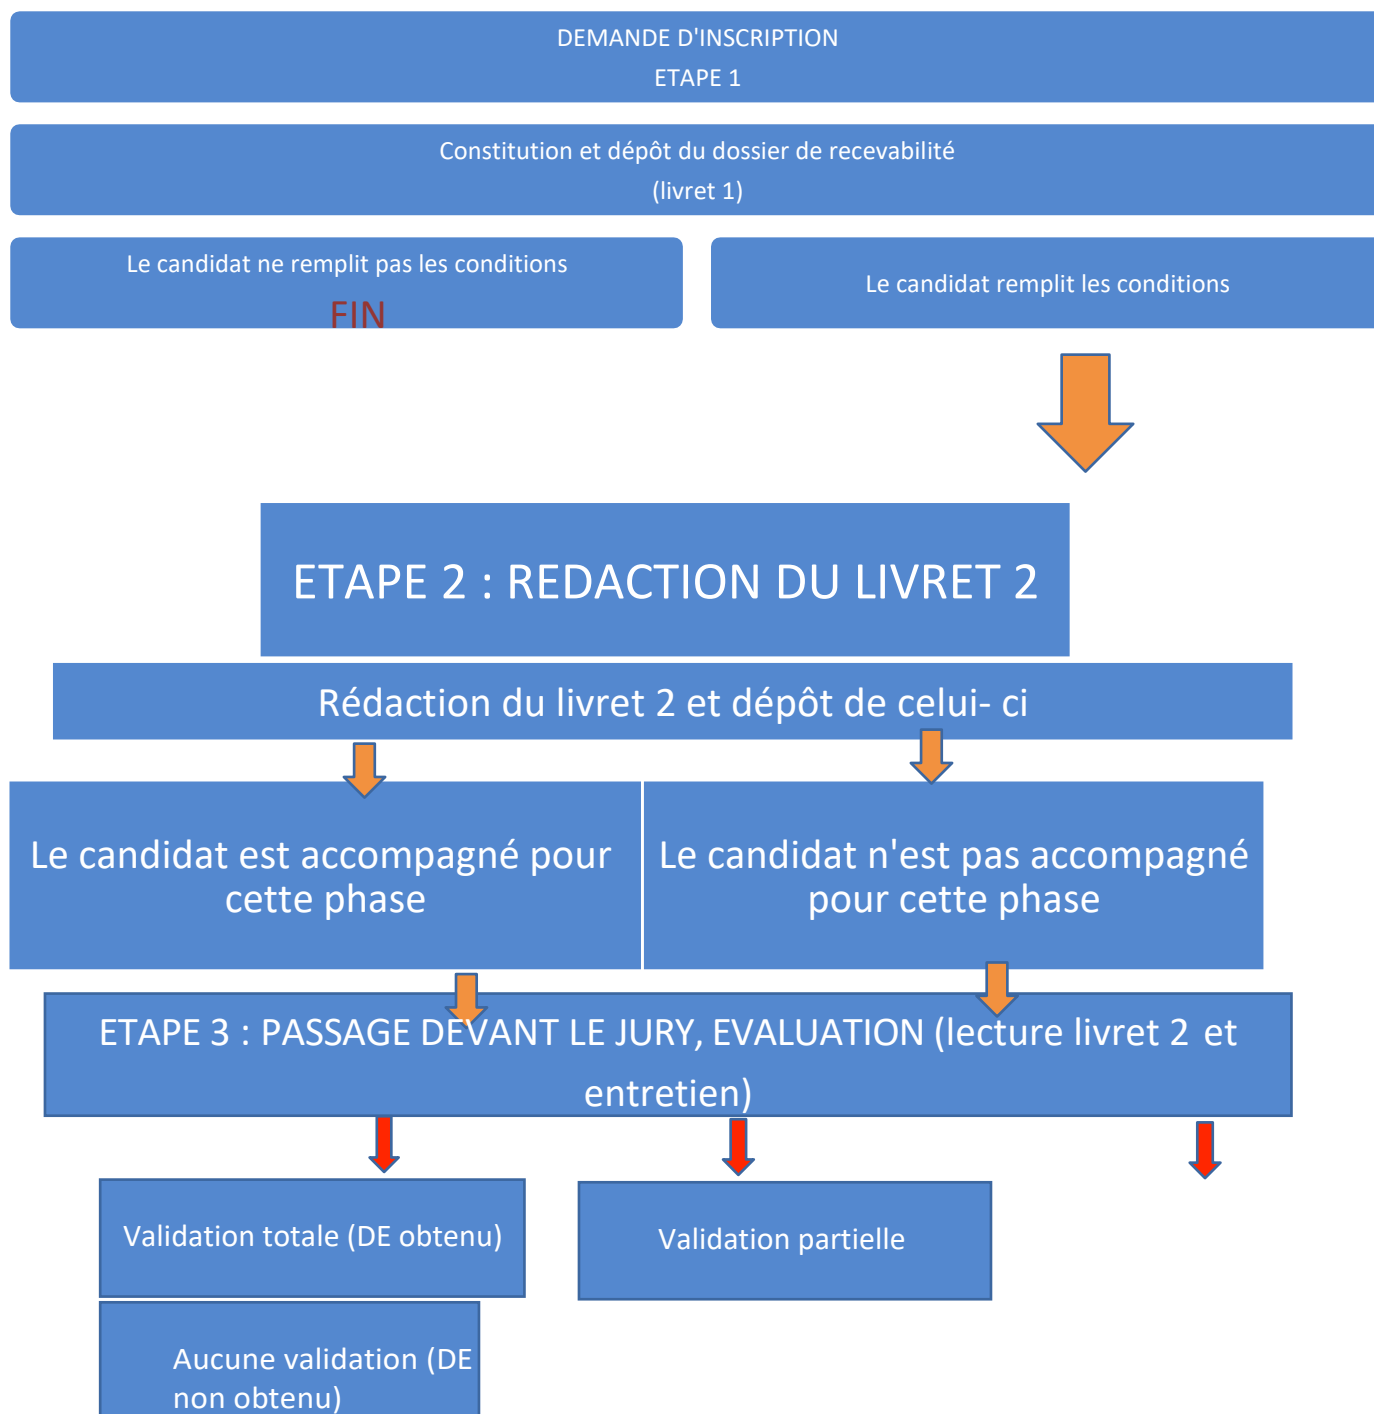 DEMANDE D'INSCRIPTION
ETAPE 1
Constitution et dépôt du dossier de recevabilité
(livret 1)
Le candidat ne remplit pas les conditions
FIN
Le candidat remplit les conditions
ETAPE 2 : REDACTION DU LIVRET 2
Rédaction du livret 2 et dépôt de celui- ci
Le candidat est accompagné pour
cette phase
Le candidat n'est pas accompagné
pour cette phase
ETAPE 3 : PASSAGE DEVANT LE JURY, EVALUATION (lecture livret 2 et
entretien)
Validation totale (DE obtenu)
Validation partielle
Aucune validation (DE
non obtenu)